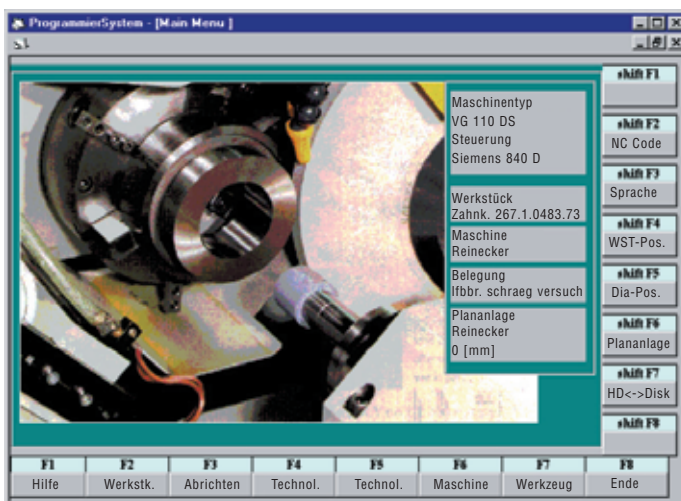 ProgrammierSystem - [Main Menu ]
Maschinentyp
VG 110 DS
Steuerung
Siemens 840 D
Werkstück
Zahnk. 267.1.0483.73
Maschine
Reinecker
Belegung
lfbbr. schraeg versuch
Plananlage
Reinecker
0 [mm]
shift F1
shift F2
NC Code
shift F3
Sprache
shift F4
WST-Pos.
shift F5
Dia-Pos.
shift F6
Plananlage
shift F7
HD<->Disk
shift F8
F1 F2 F3 F4 F5 F6 F7 F8
Hilfe Werkstk. Abrichten Technol. Technol. Maschine Werkzeug Ende